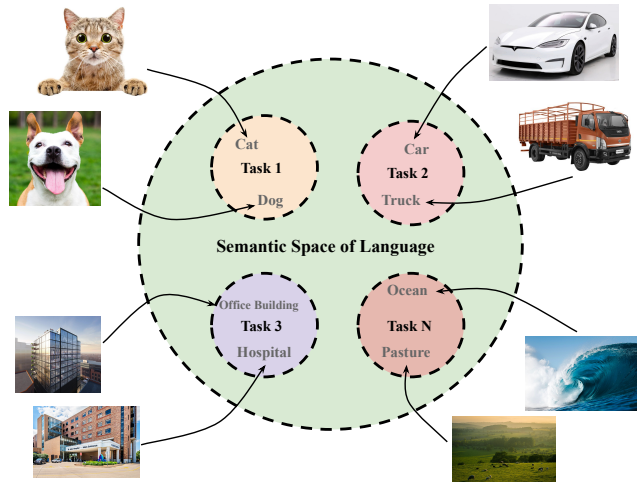 Cat
Task 1
Dog
Car
Task 2
Truck
Semantic Space of Language
Office Building
Task 3
Hospital
Ocean
Task N
Pasture